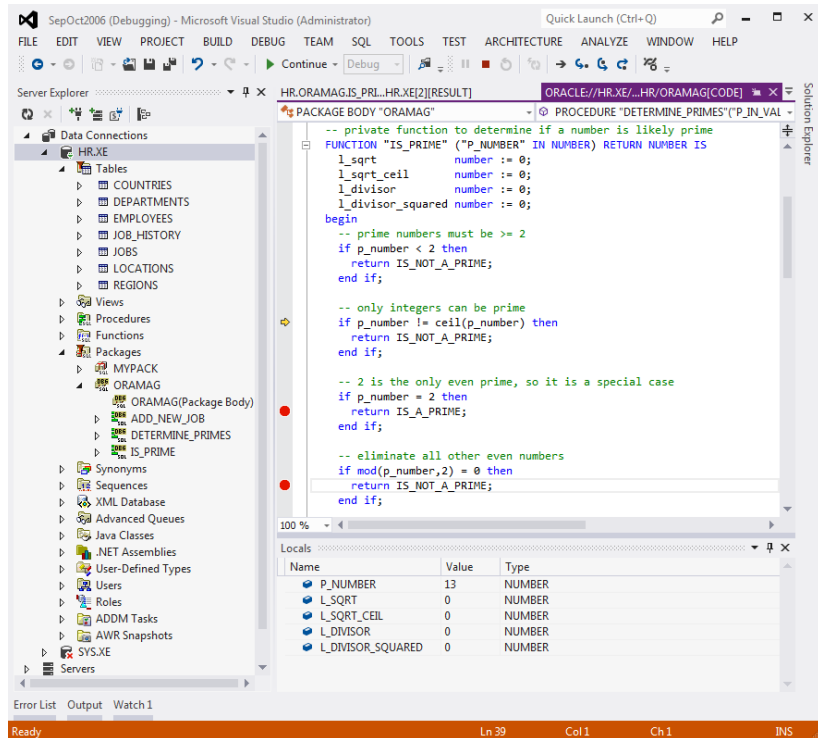 SepOct2006 (Debugging) - Microsoft Visual Studio (Administrator)
Quick Launch (Ctrl+Q)
FILE EDIT VIEW PROJECT BUILD DEBUG TEAM SQL TOOLS TEST ARCHITECTURE ANALYZE WINDOW HELP
Continue Debug
Server Explorer
Data Connections
HR.XE
Tables
COUNTRIES
DEPARTMENTS
EMPLOYEES
JOB_HISTORY
JOBS
LOCATIONS
REGIONS
Views
Procedures
Functions
Packages
MYPACK
ORAMAG
ORAMAG(Package Body)
ADD_NEW_JOB
DETERMINE_PRIMES
IS_PRIME
Synonyms
Sequences
XML Database
Advanced Queues
Java Classes
.NET Assemblies
User-Defined Types
Users
Roles
ADDM Tasks
AWR Snapshots
SYS.XE
Servers
HR.ORAMAG.IS_PRI...HR.XE[2][RESULT]
ORACLE://HR.XE/...HR/ORAMAG[CODE]
PACKAGE BODY "ORAMAG"
PROCEDURE "DETERMINE_PRIMES"("P_IN_VAL
-- private function to determine if a number is likely prime
FUNCTION "IS_PRIME" ("P_NUMBER" IN NUMBER) RETURN NUMBER IS
l_sqrt number := 0;
l_sqrt_ceil number := 0;
l_divisor number := 0;
l_divisor_squared number := 0;
begin
-- prime numbers must be >= 2
if p_number < 2 then
return IS_NOT_A_PRIME;
end if;
-- only integers can be prime
if p_number != ceil(p_number) then
return IS_NOT_A_PRIME;
end if;
-- 2 is the only even prime, so it is a special case
if p_number = 2 then
return IS_A_PRIME;
end if;
-- eliminate all other even numbers
if mod(p_number,2) = 0 then
return IS_NOT_A_PRIME;
end if;
100 %
Solution Explorer
Locals
Name Value Type
P_NUMBER 13 NUMBER
L_SQRT 0 NUMBER
L_SQRT_CEIL 0 NUMBER
L_DIVISOR 0 NUMBER
L_DIVISOR_SQUARED 0 NUMBER
Error List Output Watch 1
Ready Ln 39 Col 1 Ch 1 INS